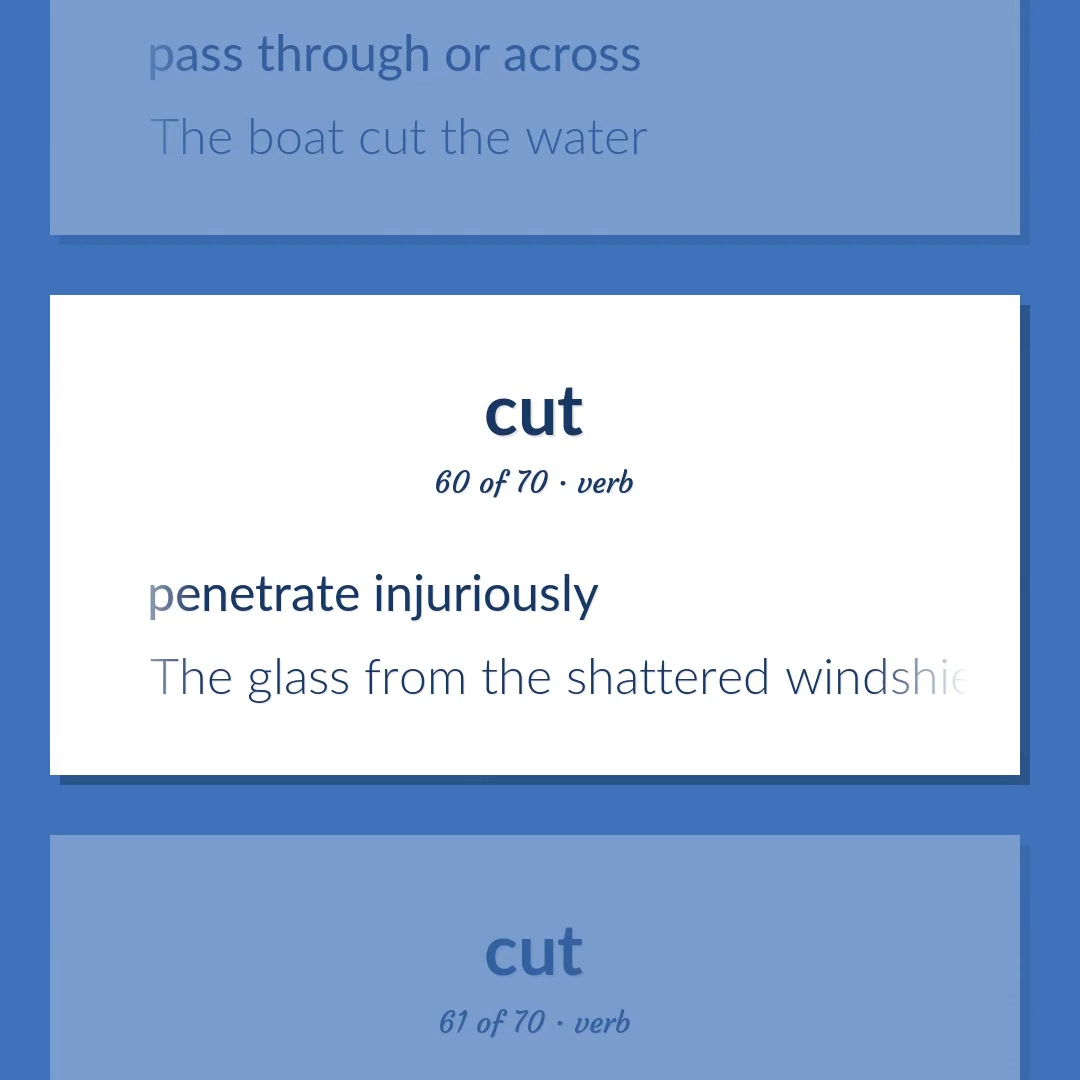 pass through or across
The boat cut the water
cut
60 of 70 · verb
penetrate injuriously
The glass from the shattered windshie
cut
61 of 70 · verb